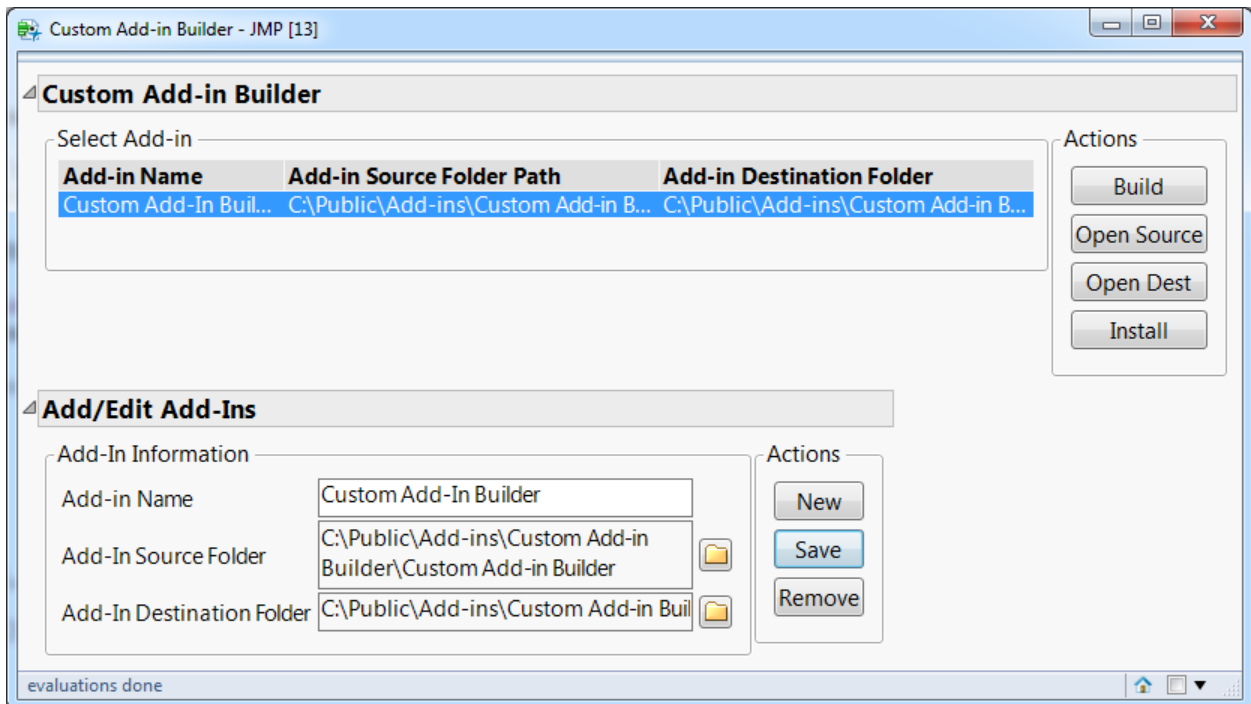 Custom Add-in Builder - JMP [13]
Custom Add-in Builder
Select Add-in
Add-in Name Add-in Source Folder Path Add-in Destination Folder
Custom Add-In Buil... C:\Public\Add-ins\Custom Add-in B... C:\Public\Add-ins\Custom Add-in B...
Actions
Build
Open Source
Open Dest
Install
Add/Edit Add-Ins
Add-In Information
Add-in Name Custom Add-In Builder
Add-In Source Folder C:\Public\Add-ins\Custom Add-in
Builder\Custom Add-in Builder
Add-In Destination Folder C:\Public\Add-ins\Custom Add-in Buil
Actions
New
Save
Remove
evaluations done